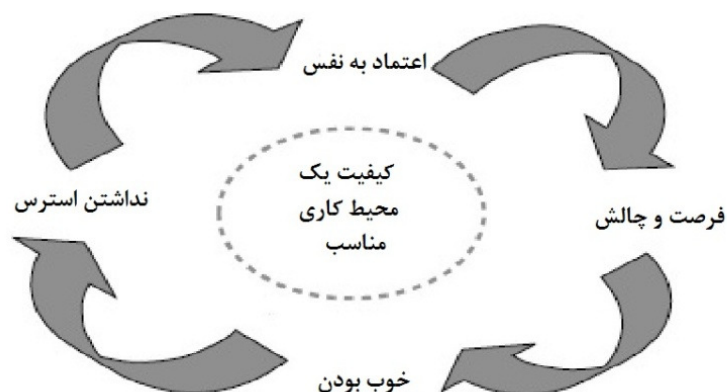 اعتماد به نفس
کیفیت یک
محیط کاری
مناسب
فرصت و چالش
نداشتن استرس
خوب بودن